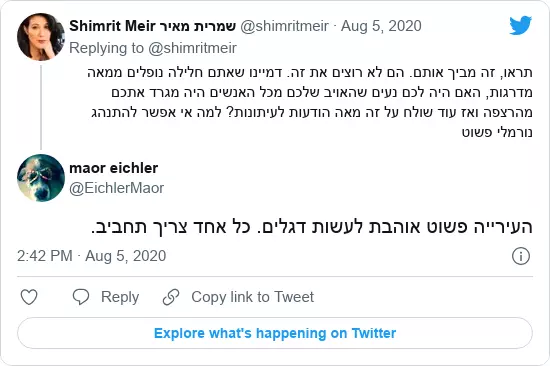 Shimrit Meir שמרית מאיר @shimritmeir · Aug 5, 2020
Replying to @shimritmeir
תראו, זה מביך אותם. הם לא רוצים את זה. דמיינו שאתם חלילה נופלים ממאה
מדרגות, האם היה לכם נעים שהאויב שלכם מכל האנשים היה מגרד אתכם
מהרצפה ואז עוד שולח על זה מאה הודעות לעיתונות? למה אי אפשר להתנהג
נורמלי פשוט
maor eichler
@EichlerMaor
העירייה פשוט אוהבת לעשות דגלים. כל אחד צריך תחביב.
2:42 PM · Aug 5, 2020
Reply
Copy link to Tweet
Explore what's happening on Twitter